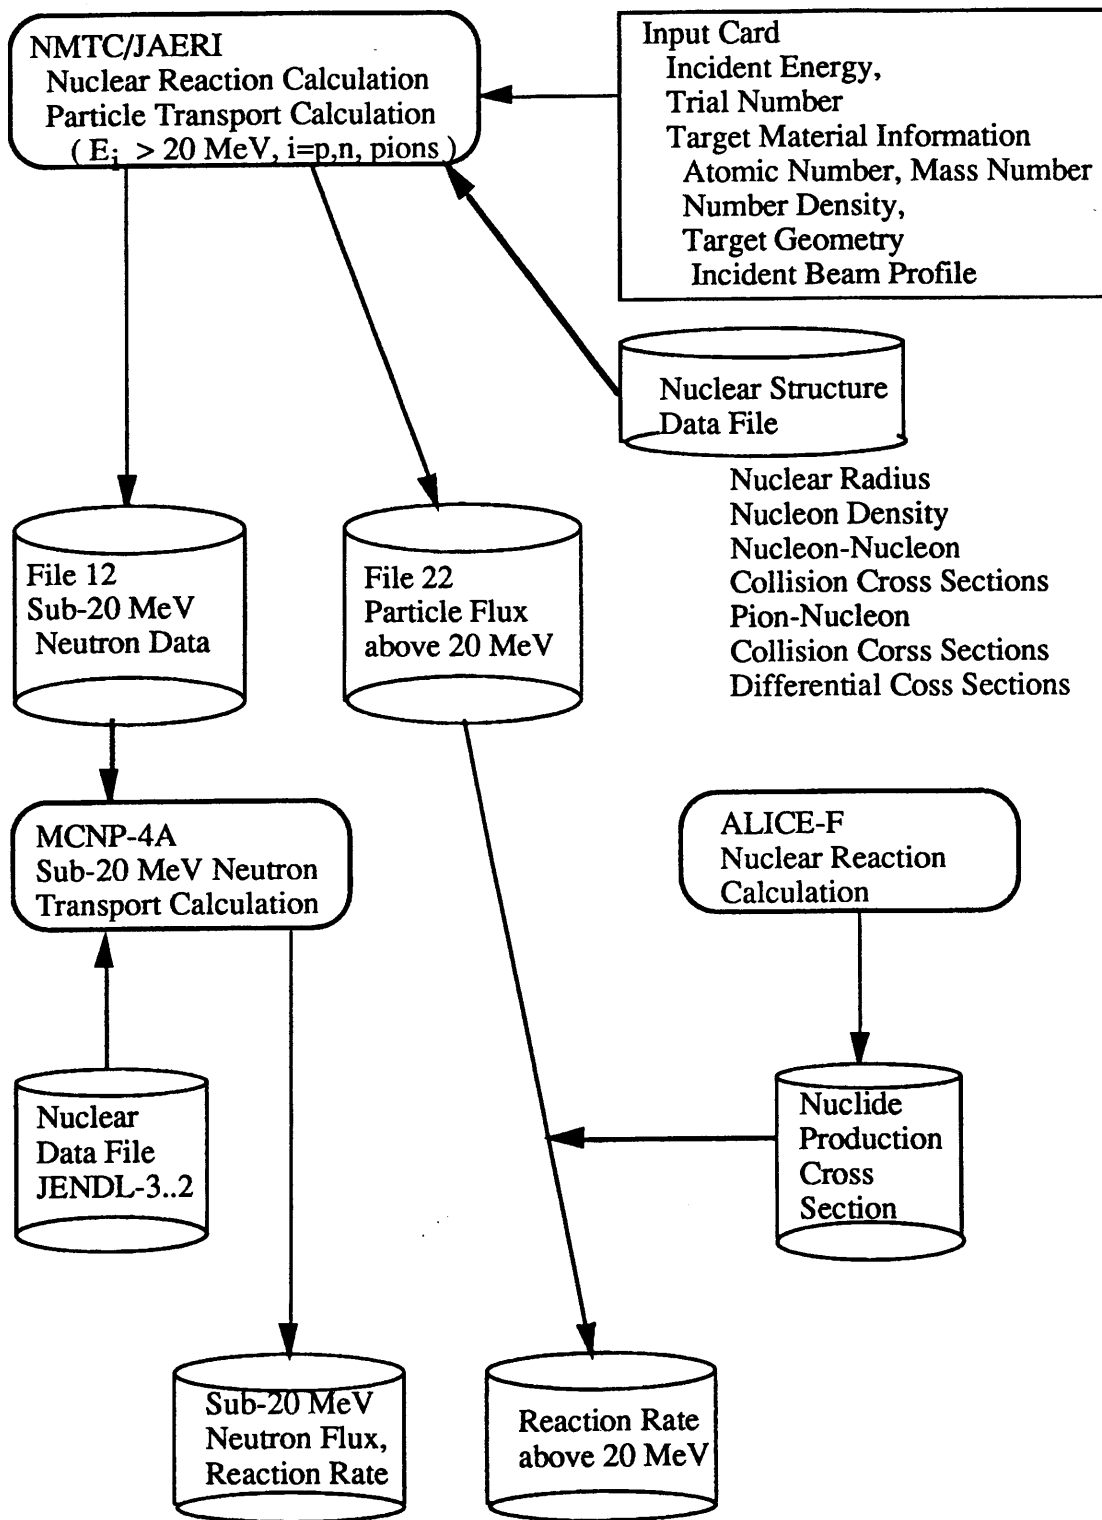 NMTC/JAERI
Nuclear Reaction Calculation
Particle Transport Calculation
( Ei > 20 MeV, i=p,n, pions )
Input Card
Incident Energy,
Trial Number
Target Material Information
Atomic Number, Mass Number
Number Density,
Target Geometry
Incident Beam Profile
Nuclear Structure
Data File
Nuclear Radius
Nucleon Density
Nucleon-Nucleon
Collision Cross Sections
Pion-Nucleon
Collision Corss Sections
Differential Coss Sections
File 12
Sub-20 MeV
Neutron Data
File 22
Particle Flux
above 20 MeV
MCNP-4A
Sub-20 MeV Neutron
Transport Calculation
ALICE-F
Nuclear Reaction
Calculation
Nuclear
Data File
JENDL-3..2
Nuclide
Production
Cross
Section
Sub-20 MeV
Neutron Flux,
Reaction Rate
Reaction Rate
above 20 MeV